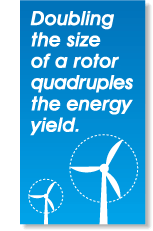 Doubling
the size
of a rotor
quadruples
the energy
yield.